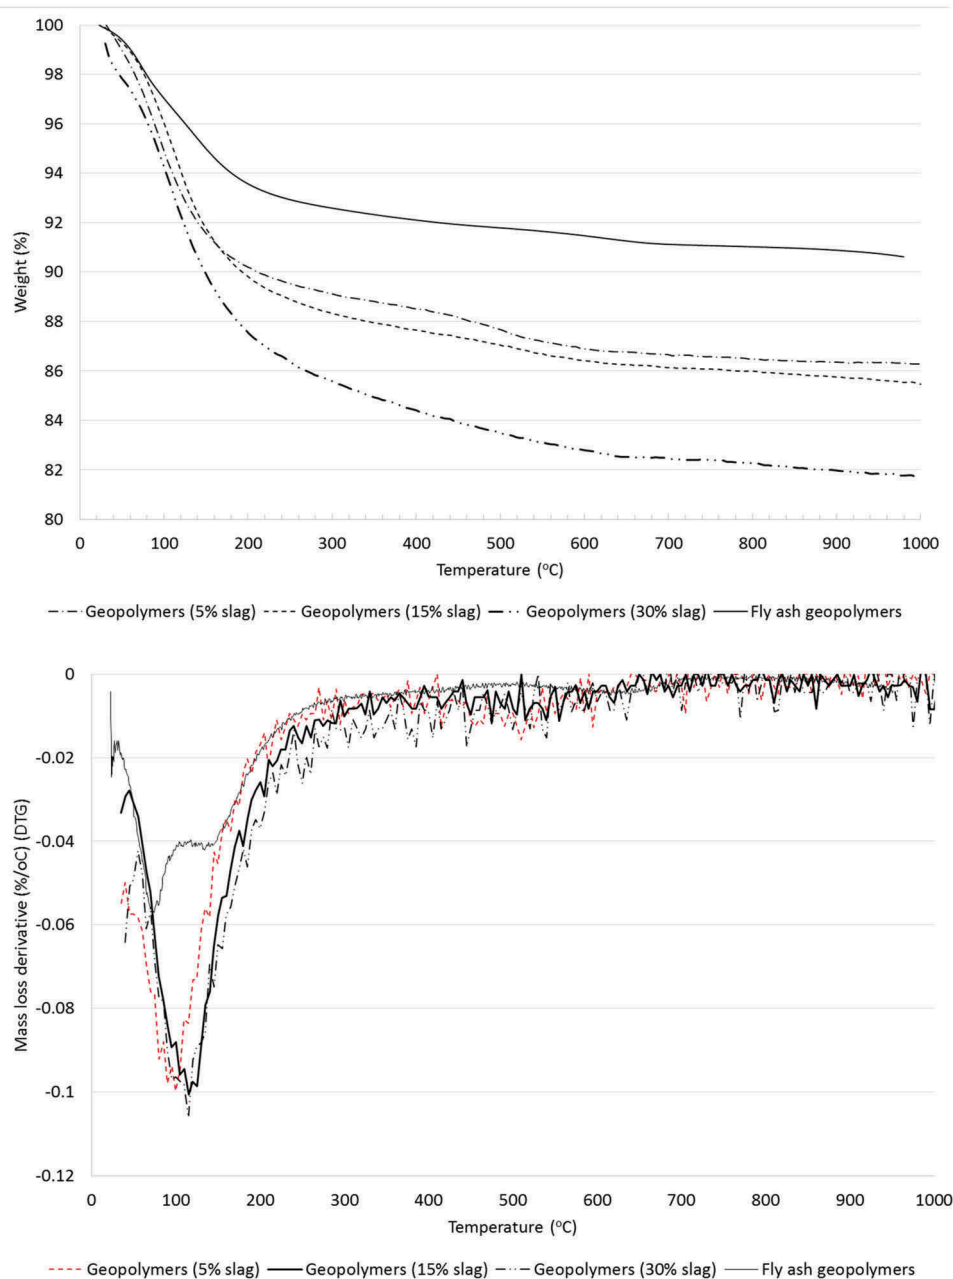 100
98
96
94
92
90
88
86
84
82
80
Weight (%)
0 100 200 300 400 500 600 700 800 900 1000
Temperature (oC)
Geopolymers (5% slag) Geopolymers (15% slag) Geopolymers (30% slag) Fly ash geopolymers
0
-0.02
-0.04
-0.06
-0.08
-0.1
-0.12
Mass loss derivative (%/oC) (DTG)
0 100 200 300 400 500 600 700 800 900 1000
Temperature (oC)
Geopolymers (5% slag) Geopolymers (15% slag) Geopolymers (30% slag) Fly ash geopolymers